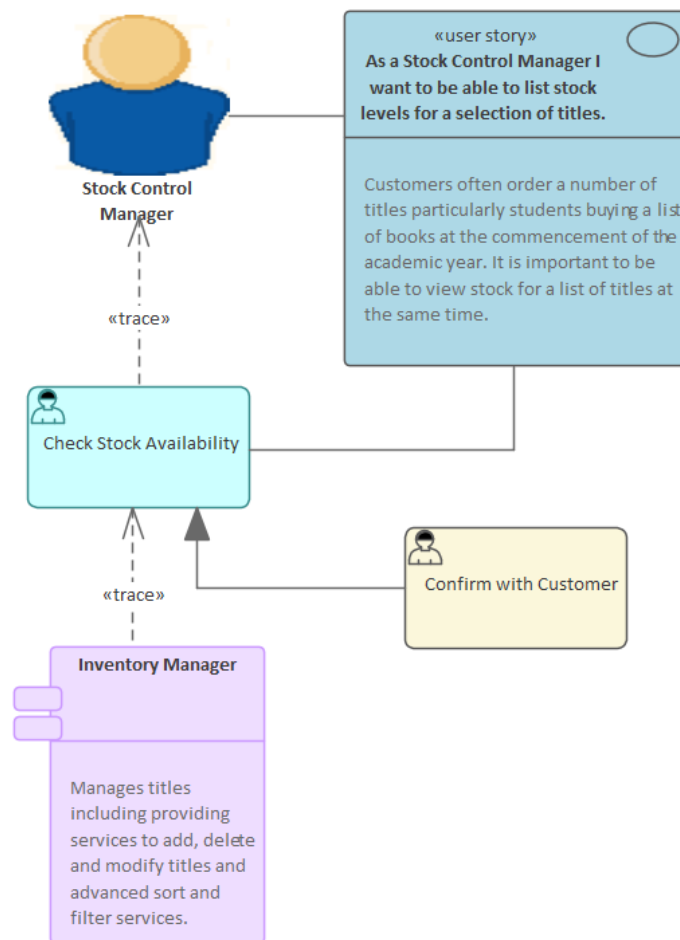 «user story»
As a Stock Control Manager I
want to be able to list stock
levels for a selection of titles.
Customers often order a number of
titles particularly students buying a list
of books at the commencement of the
academic year. It is important to be
able to view stock for a list of titles at
the same time.
Stock Control
Manager
«trace»
Check Stock Availability
Confirm with Customer
«trace»
Inventory Manager
Manages titles
including providing
services to add, delete
and modify titles and
advanced sort and
filter services.